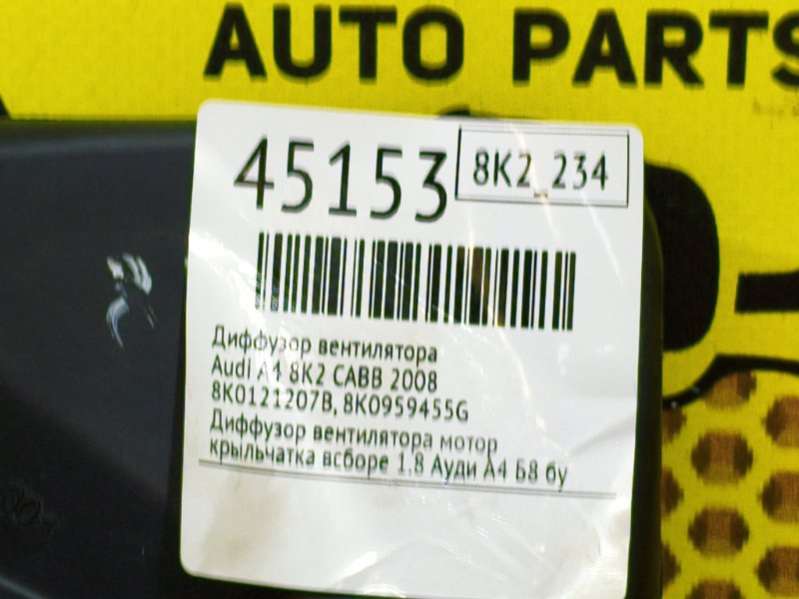 AUTO PARTS
45153
8K2_234
Диффузор вентилятора
Audi A4 8K2 CABB 2008
8K0121207B, 8K0959455G
Диффузор вентилятора мотор
крыльчатка всборе 1.8 Ауди А4 Б8 бу